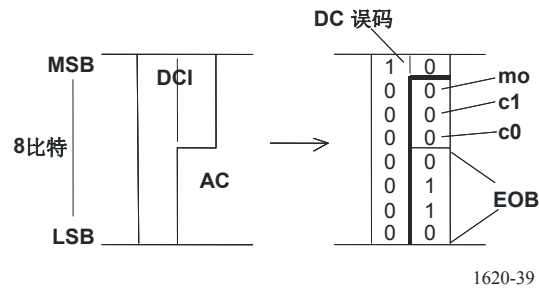 DC 误码
MSB
DCI
1 0
0 0
mo
0 0
c1
0 0
c0
8比特
AC
0 0
0 1
EOB
0 1
LSB
0 0
1620-39